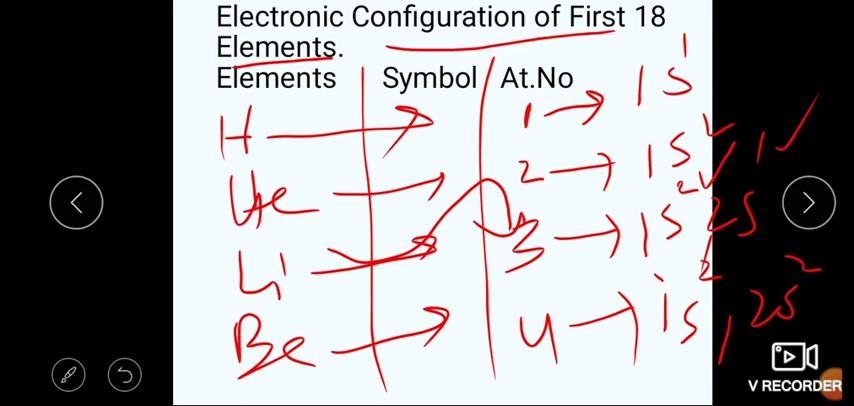 Electronic Configuration of First 18
Elements.
Elements Symbol At.No
H 1 → 1s¹
He 2 → 1s²
Li 3 → 1s² 2s¹
Be 4 → 1s², 2s²
V RECORDER